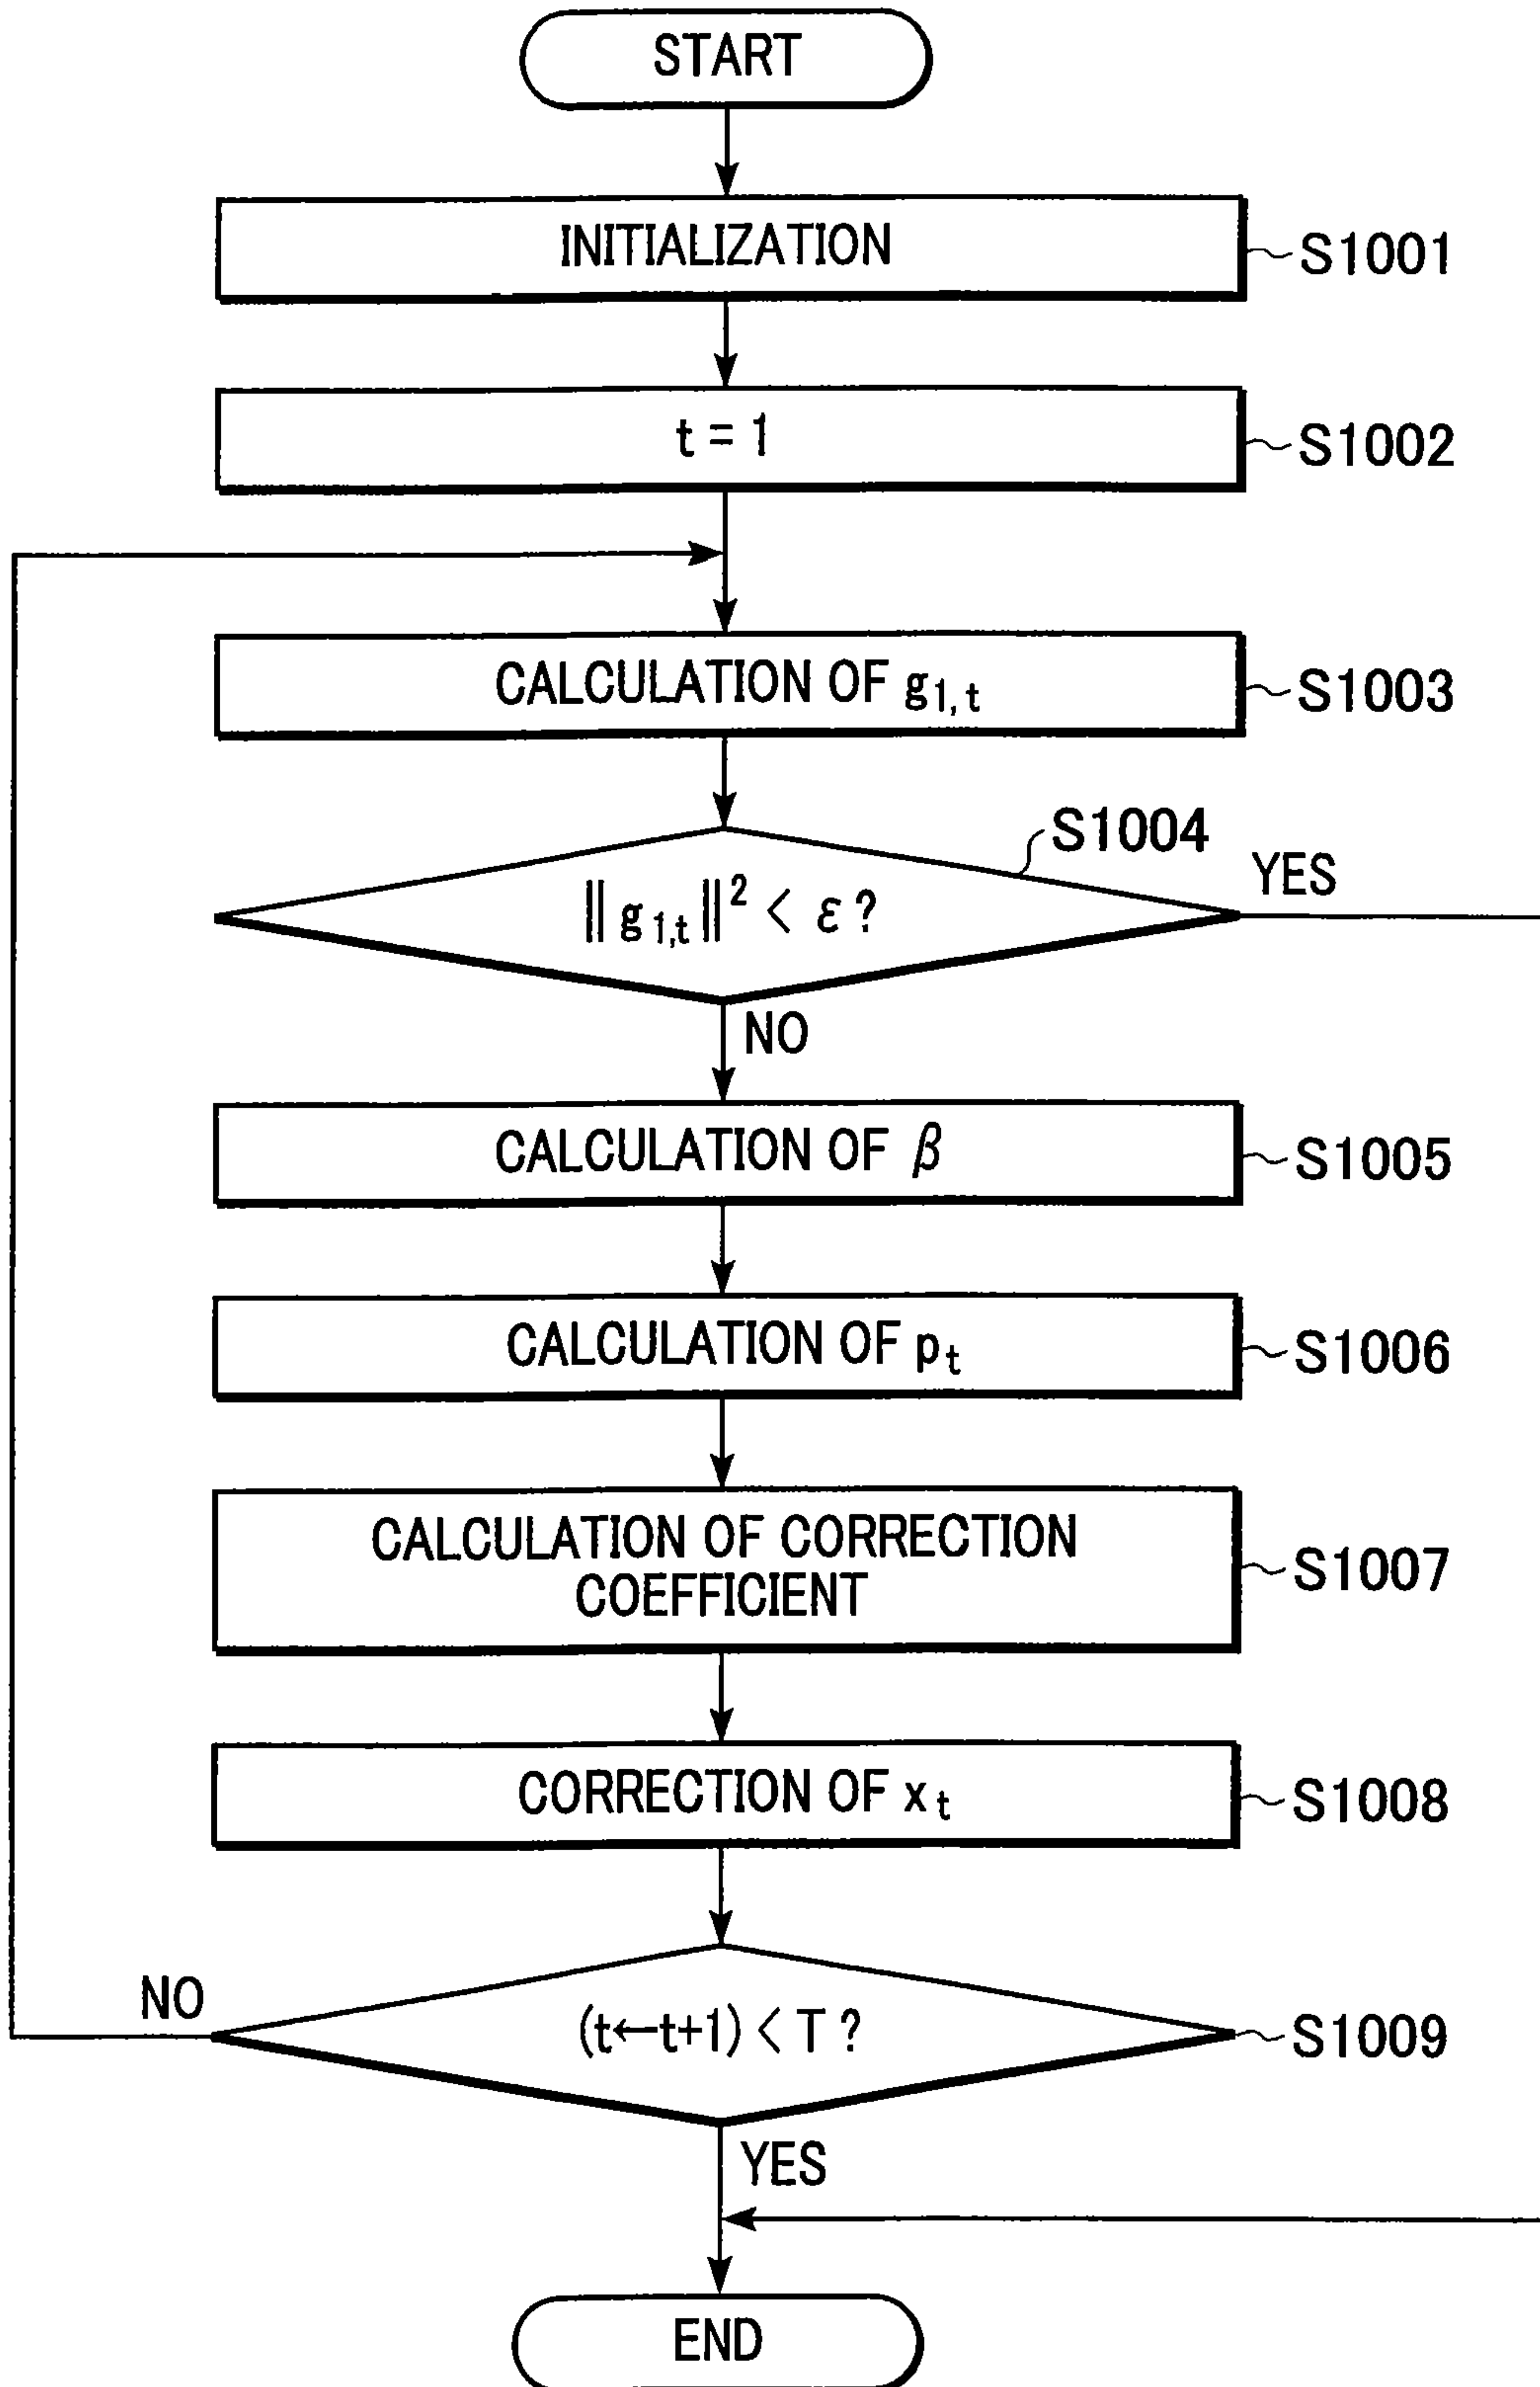 START
INITIALIZATION
S1001
t = 1
S1002
CALCULATION OF g1,t
S1003
S1004
YES
‖g1,t‖² < ε?
NO
CALCULATION OF β
S1005
CALCULATION OF pt
S1006
CALCULATION OF CORRECTION
COEFFICIENT
S1007
CORRECTION OF xt
S1008
NO
(t←t+1) < T?
S1009
YES
END